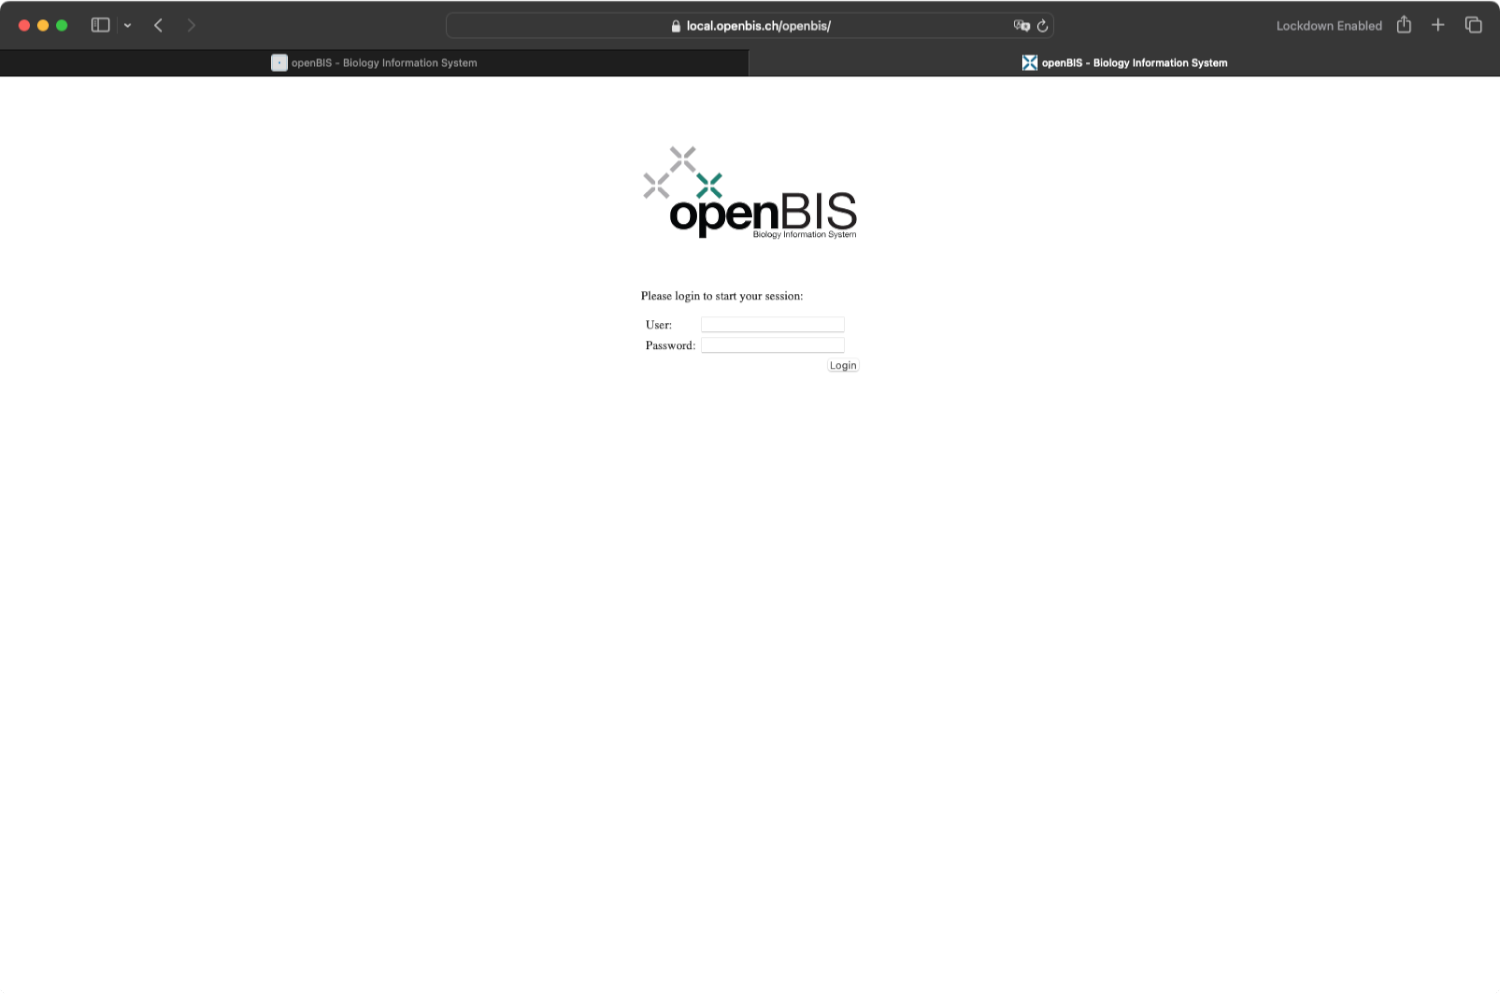 local.openbis.ch/openbis/
Lockdown Enabled
openBIS - Biology Information System
openBIS - Biology Information System
openBIS
Biology Information System
Please login to start your session:
User:
Password:
Login